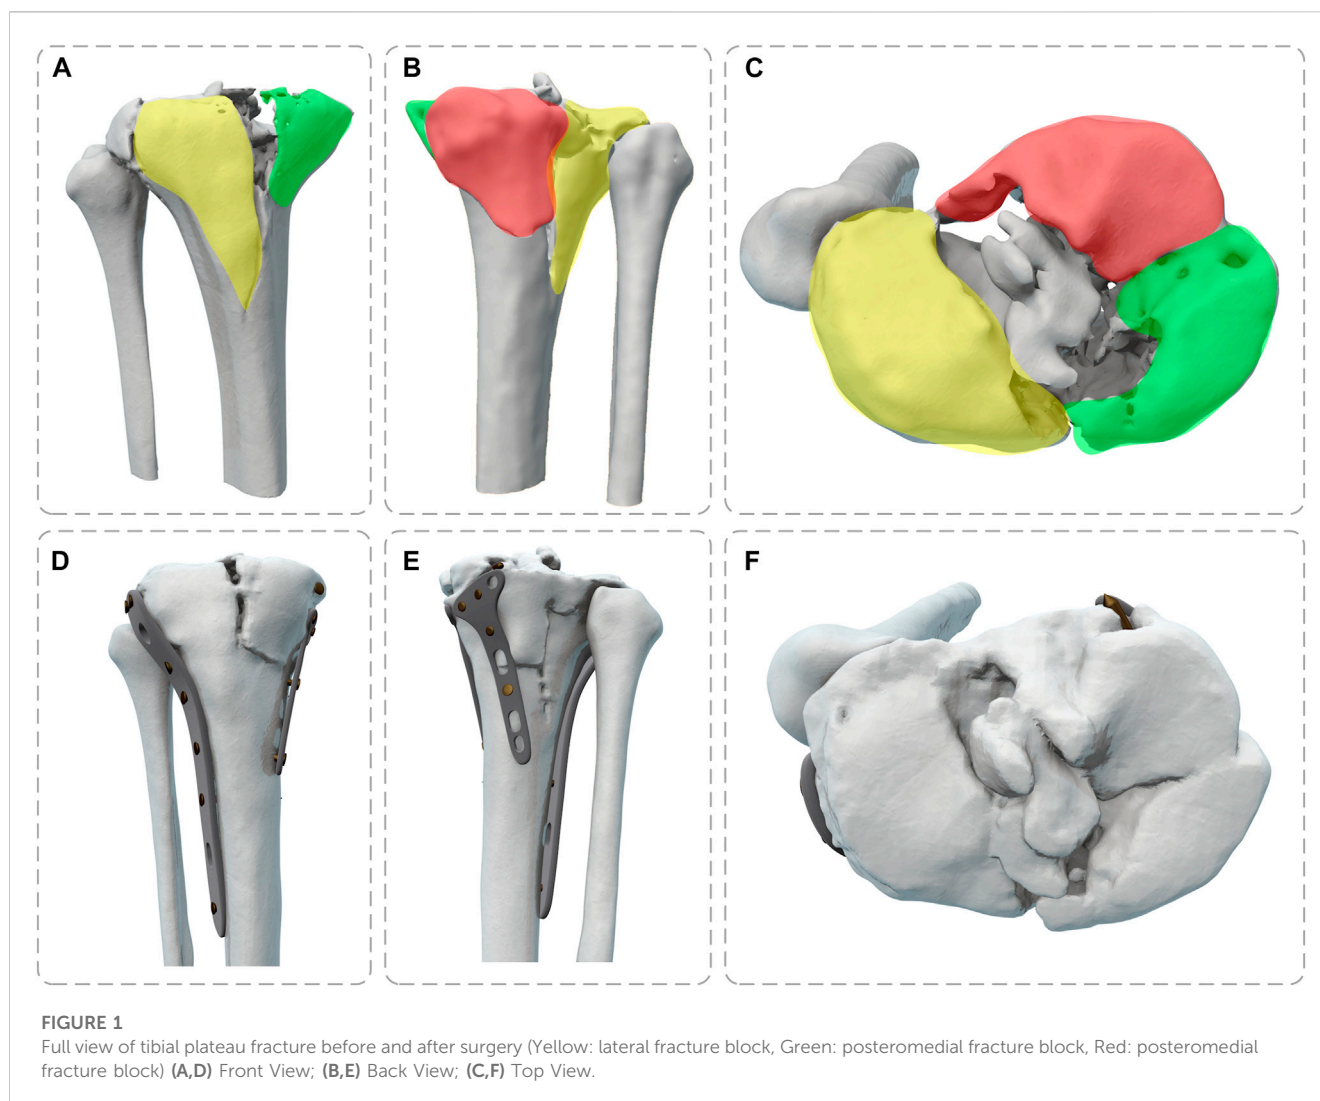 A
B
C
D
E
F
FIGURE 1
Full view of tibial plateau fracture before and after surgery (Yellow: lateral fracture block, Green: posteromedial fracture block, Red: posteromedial
fracture block) (A,D) Front View; (B,E) Back View; (C,F) Top View.